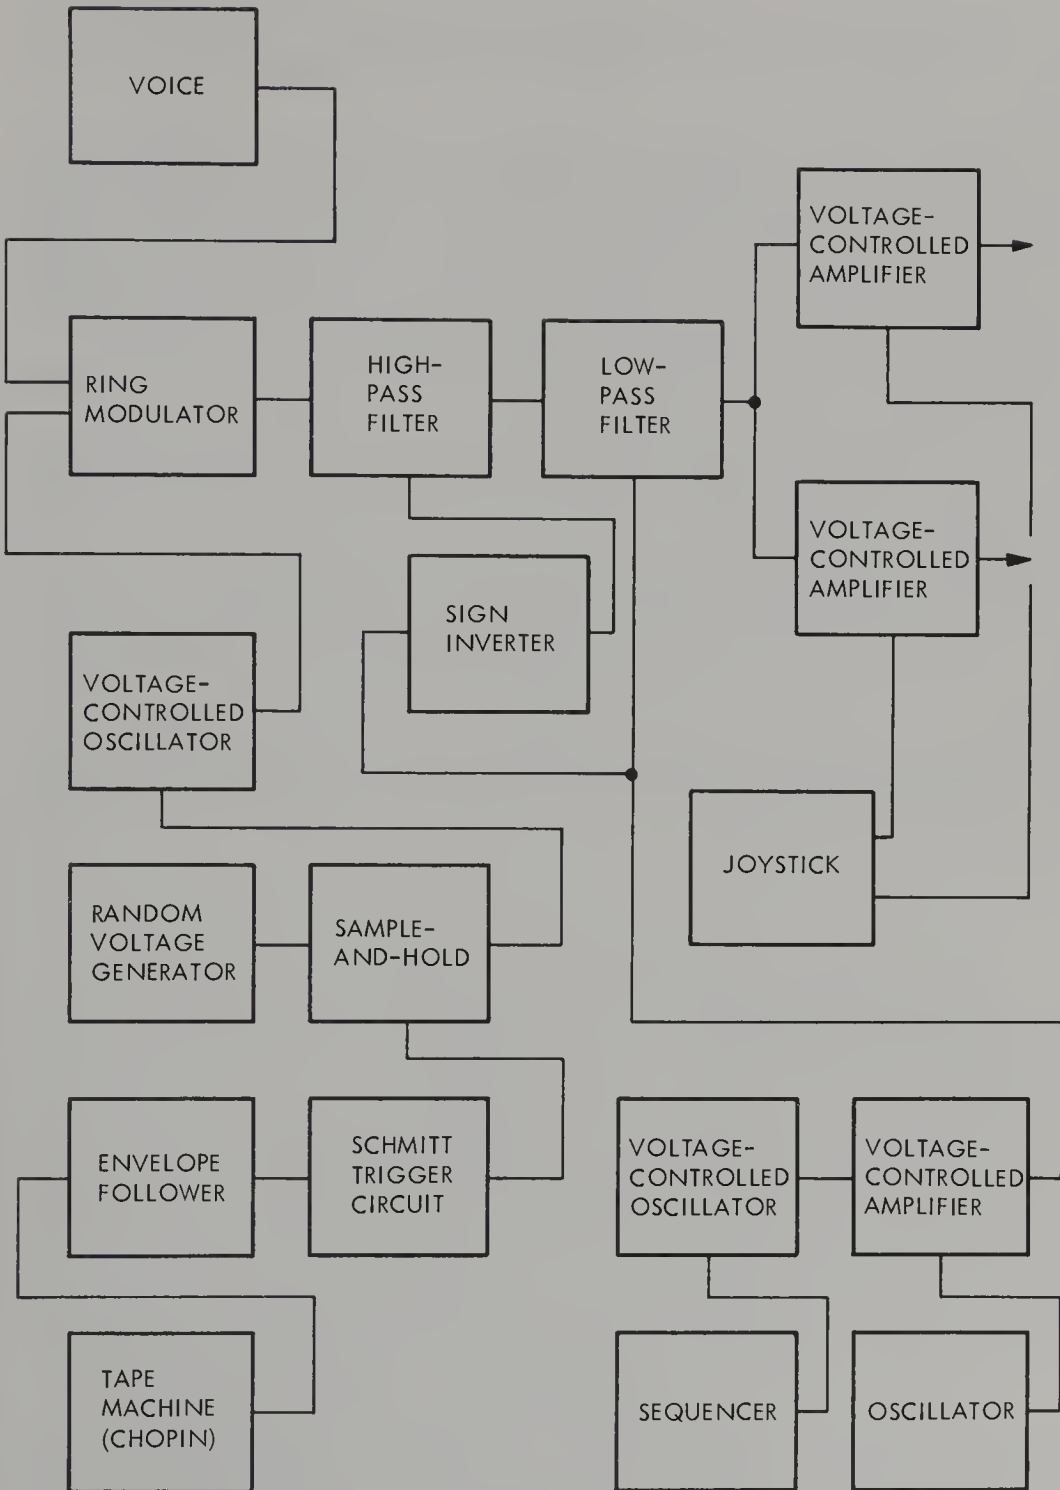 VOICE
VOLTAGE-
CONTROLLED
AMPLIFIER
RING
MODULATOR
HIGH-
PASS
FILTER
LOW-
PASS
FILTER
VOLTAGE-
CONTROLLED
AMPLIFIER
SIGN
INVERTER
VOLTAGE-
CONTROLLED
OSCILLATOR
JOYSTICK
RANDOM
VOLTAGE
GENERATOR
SAMPLE-
AND-HOLD
ENVELOPE
FOLLOWER
SCHMITT
TRIGGER
CIRCUIT
VOLTAGE-
CONTROLLED
OSCILLATOR
VOLTAGE-
CONTROLLED
AMPLIFIER
TAPE
MACHINE
(CHOPIN)
SEQUENCER
OSCILLATOR